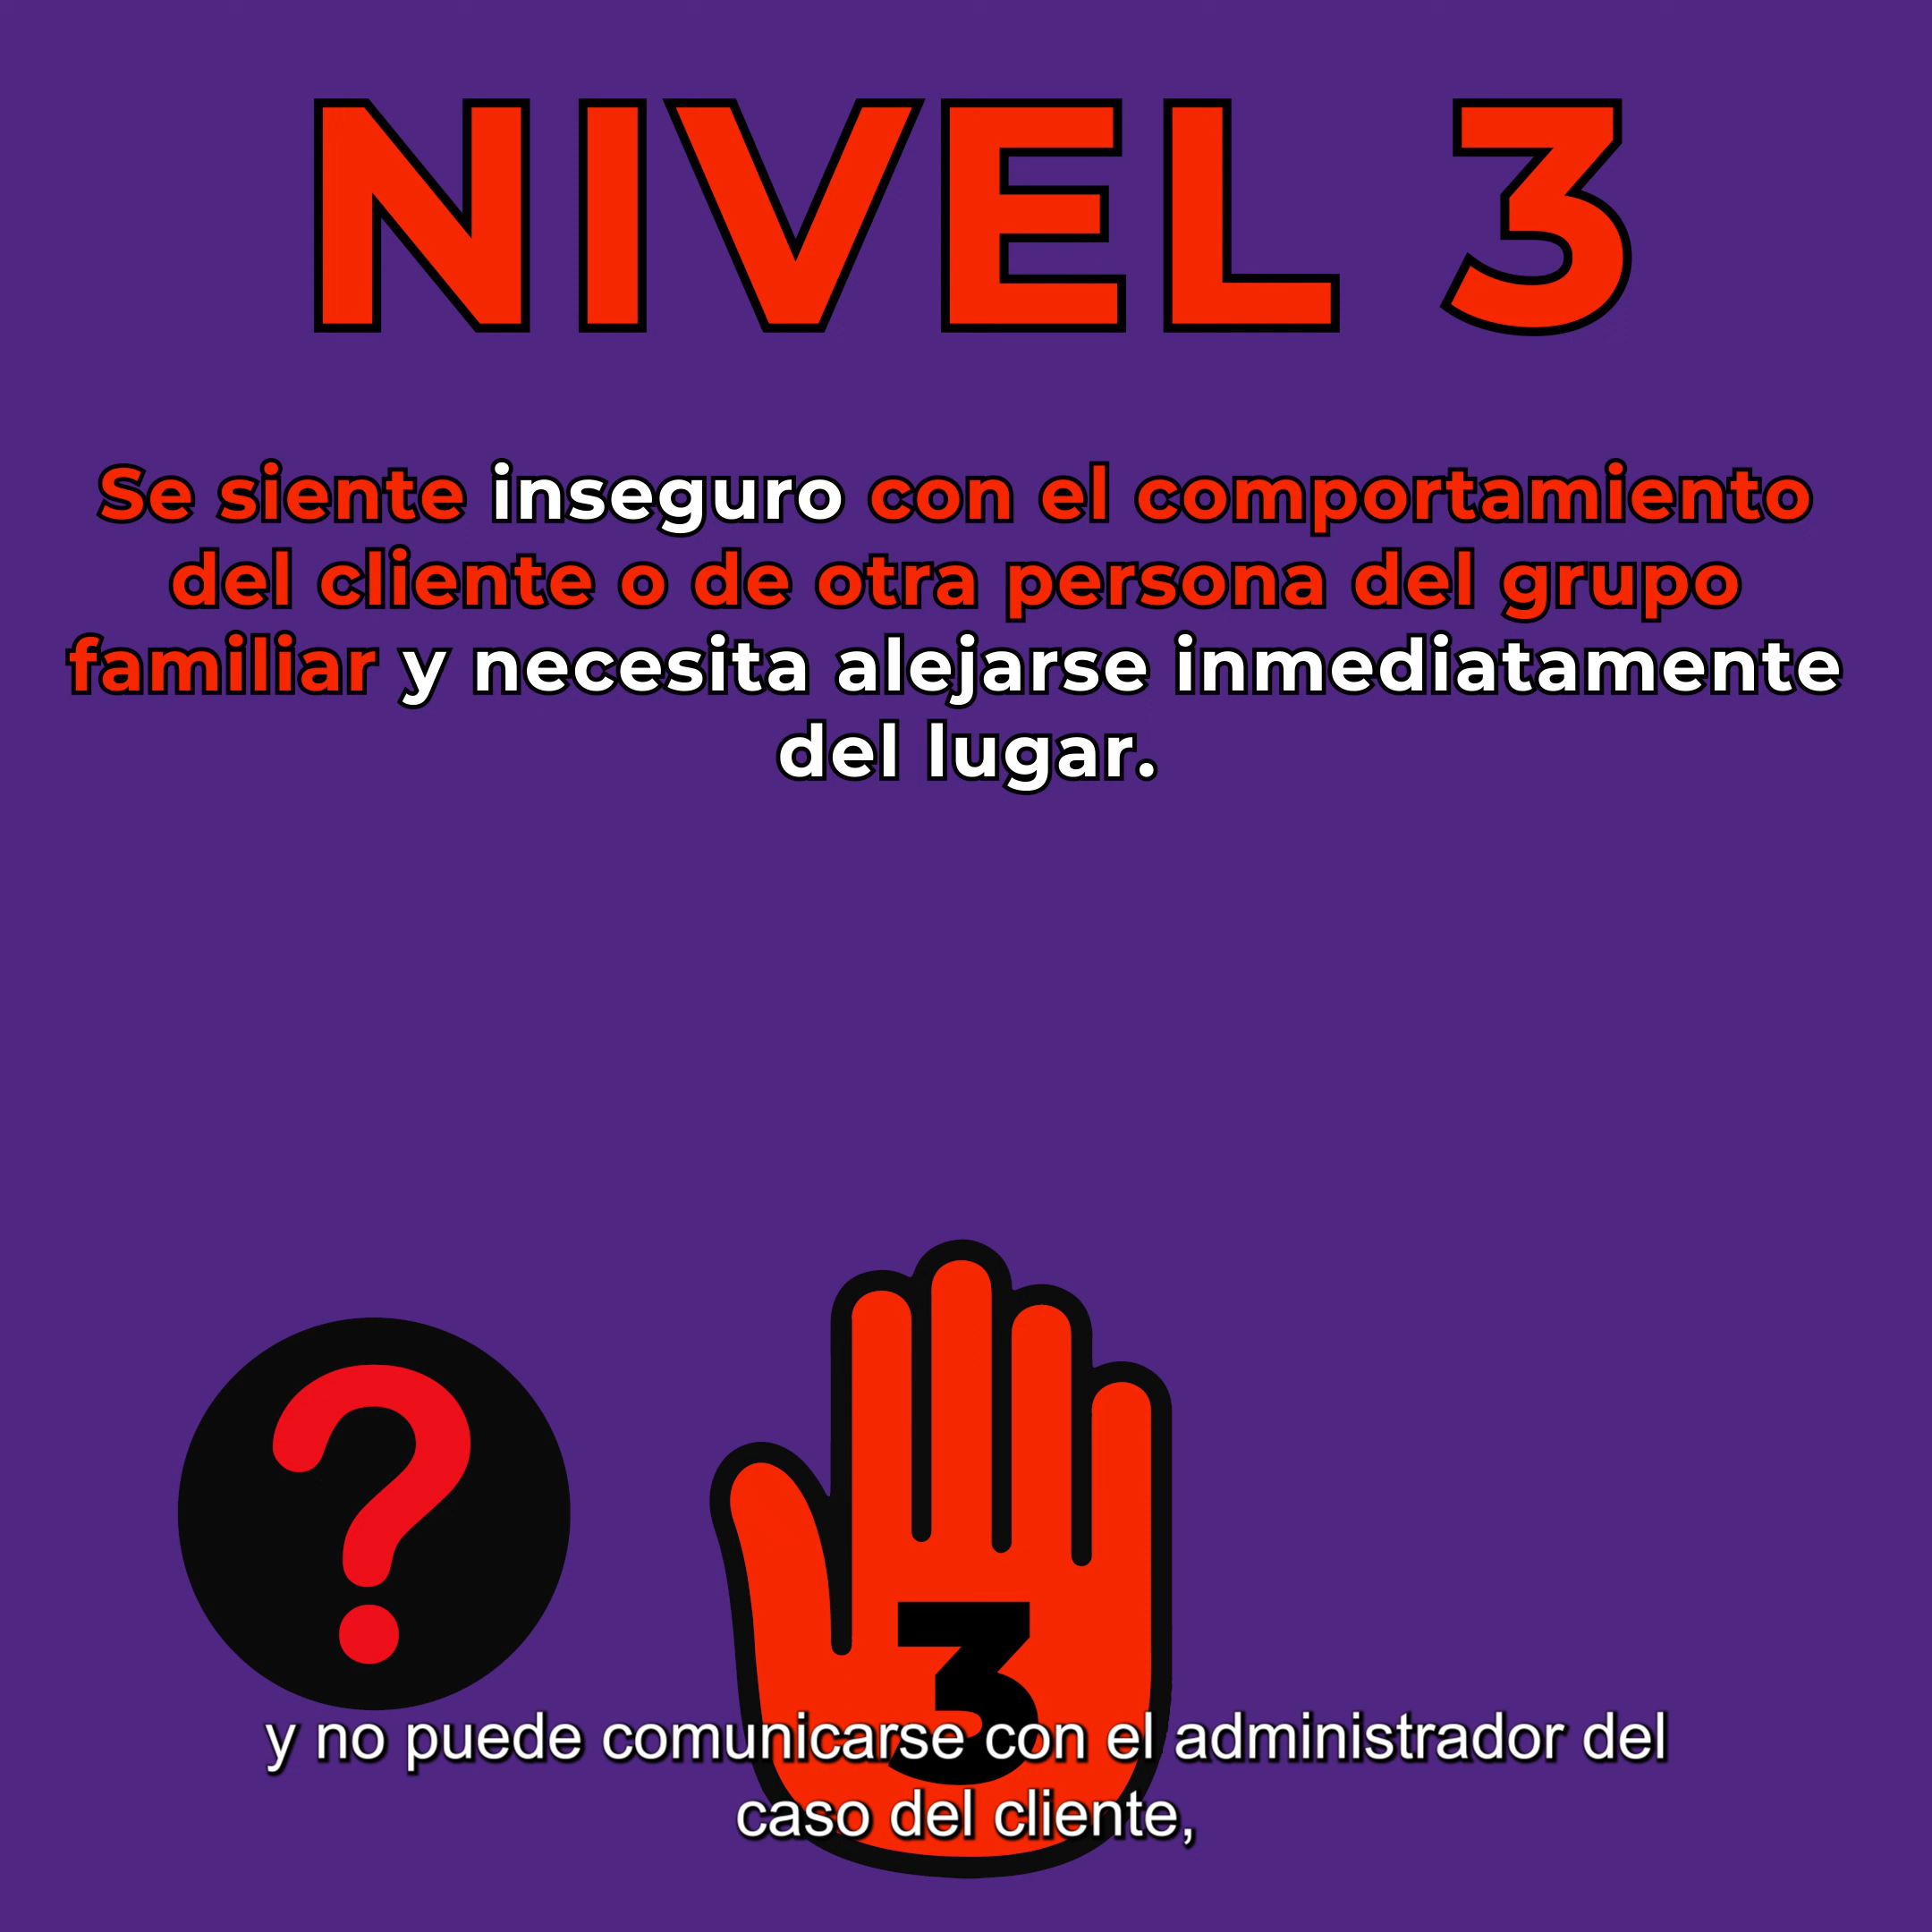 NIVEL 3
Se siente inseguro con el comportamiento
del cliente o de otra persona del grupo
familiar y necesita alejarse inmediatamente
del lugar.
?
3
y no puede comunicarse con el administrador del
caso del cliente,